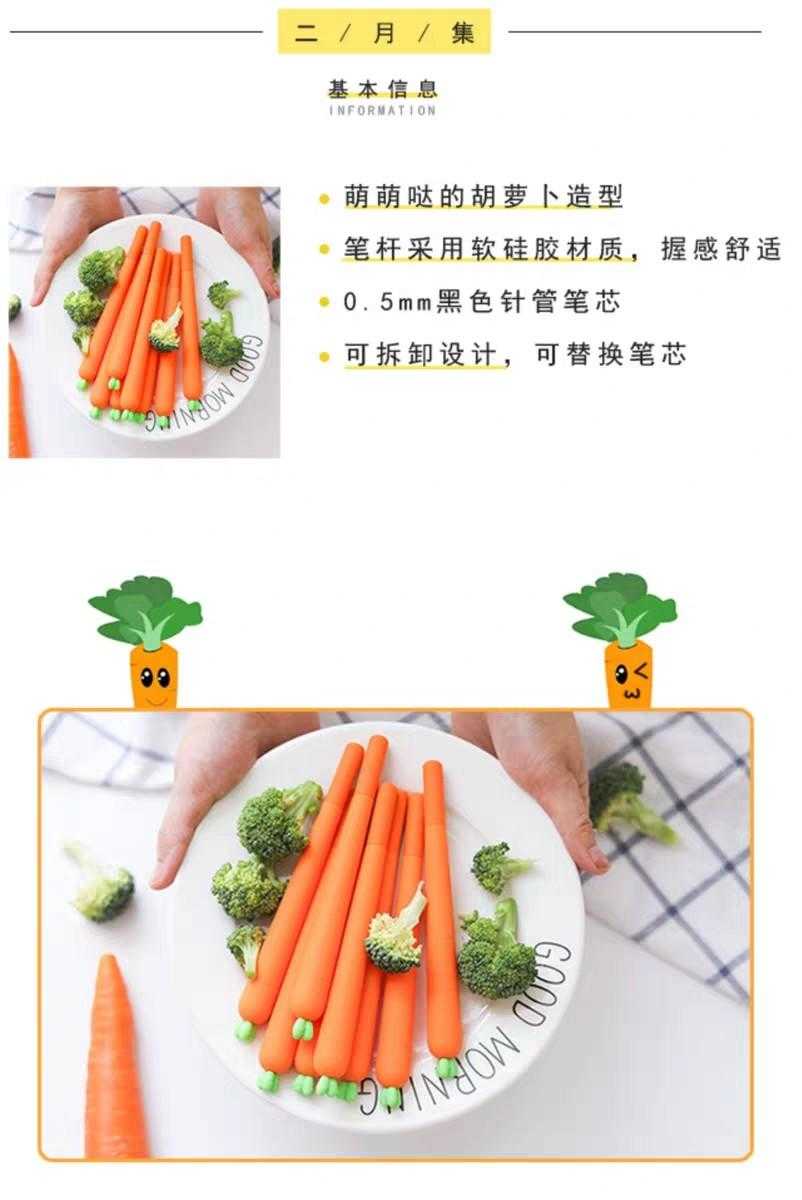 二/月/集
基本信息
INFORMATION
萌萌哒的胡萝卜造型
笔杆采用软硅胶材质，握感舒适
0.5mm黑色针管笔芯
可拆卸设计，可替换笔芯
GOOD MORNING
GOOD MORNING